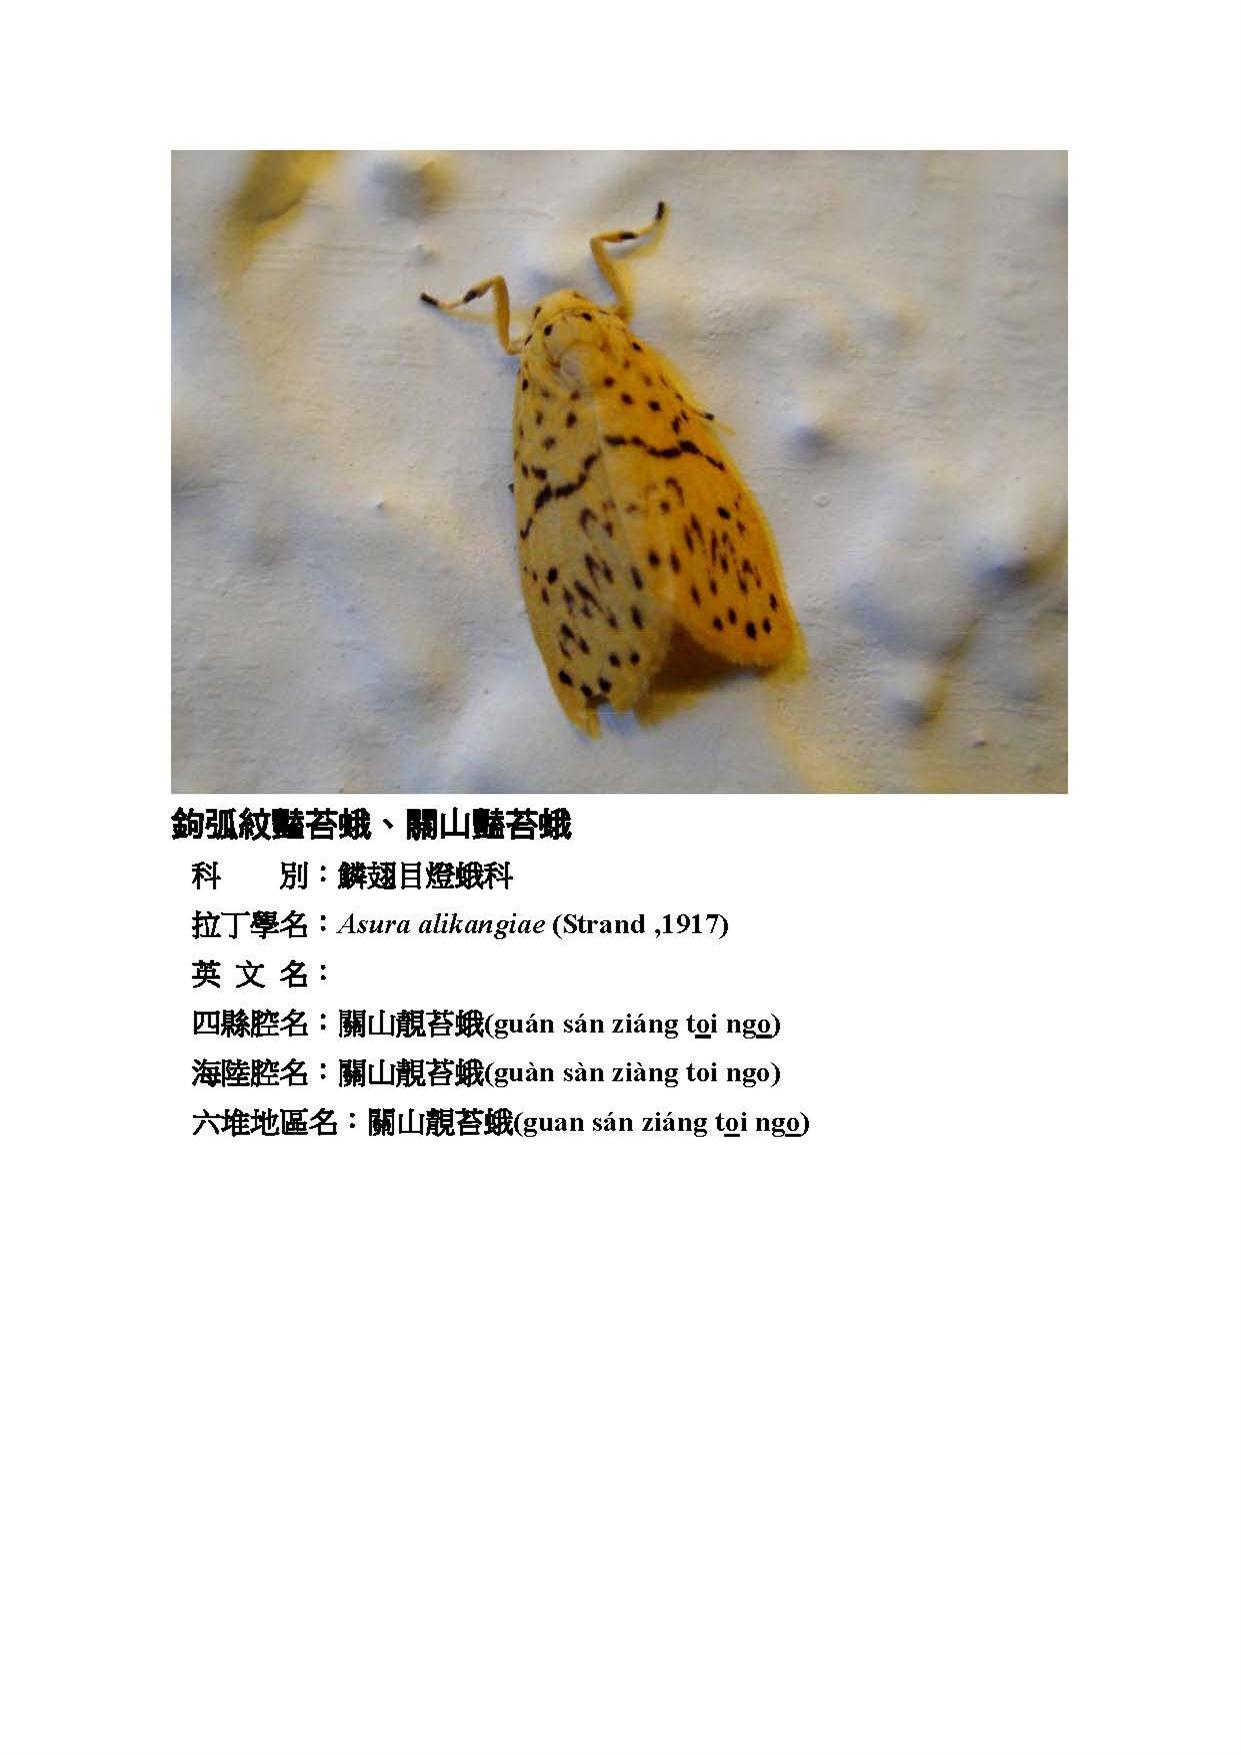 鉤弧紋豔苔蛾、關山豔苔蛾
科　　別：鱗翅目燈蛾科
拉丁學名：Asura alikangiae (Strand ,1917)
英 文 名：
四縣腔名：關山靚苔蛾(guán sán ziáng toi ngo)
海陸腔名：關山靚苔蛾(guàn sàn ziàng toi ngo)
六堆地區名：關山靚苔蛾(guan sán ziáng toi ngo)